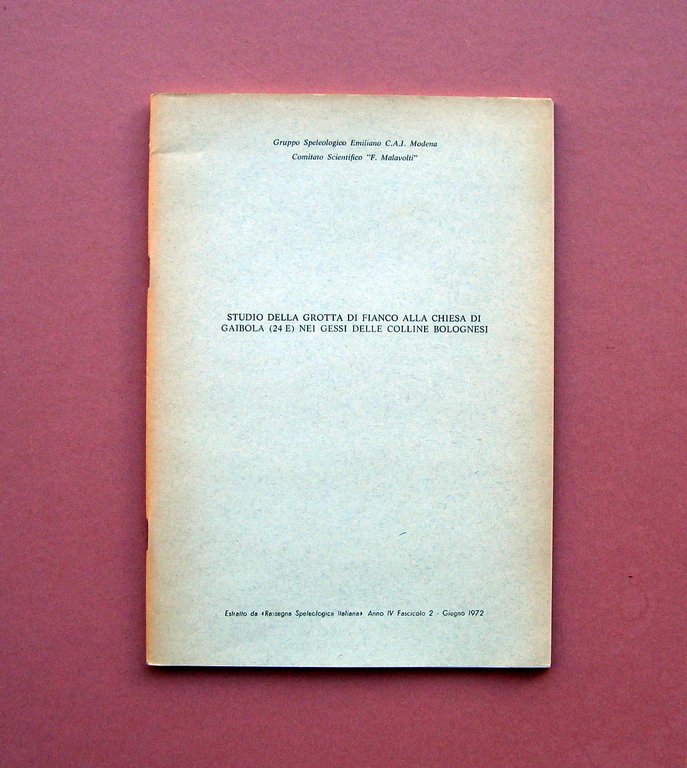 Gruppo Speleologico Emiliano C.A.I. Modena
Comitato Scientifico "F. Malavolti"
STUDIO DELLA GROTTA DI FIANCO ALLA CHIESA DI
GAIBOLA (24 E) NEI GESSI DELLE COLLINE BOLOGNESI
Estratto da «Rassegna Speleologica Italiana» Anno IV Fascicolo 2 - Giugno 1972